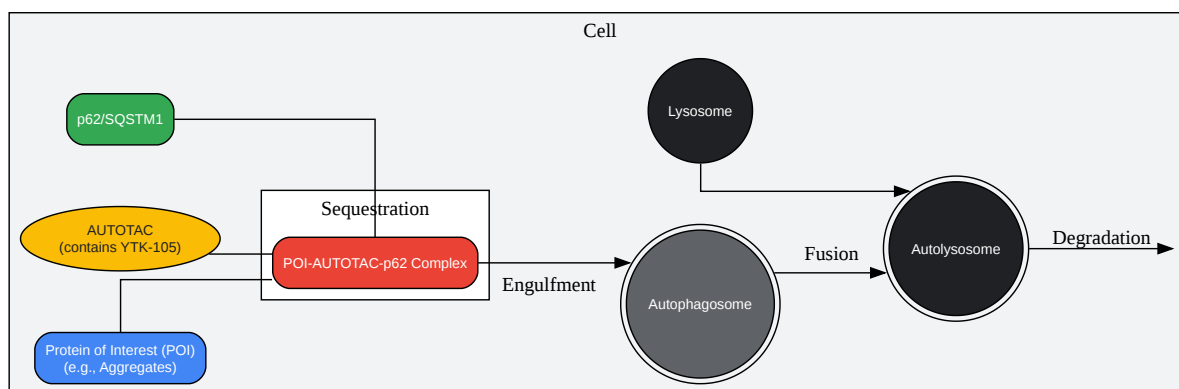 Cell
p62/SQSTM1
Lysosome
Sequestration
AUTOTAC
(contains YTK-105)
POI-AUTOTAC-p62 Complex
Engulfment
Autophagosome
Fusion
Autolysosome
Degradation
Protein of Interest (POI)
(e.g., Aggregates)